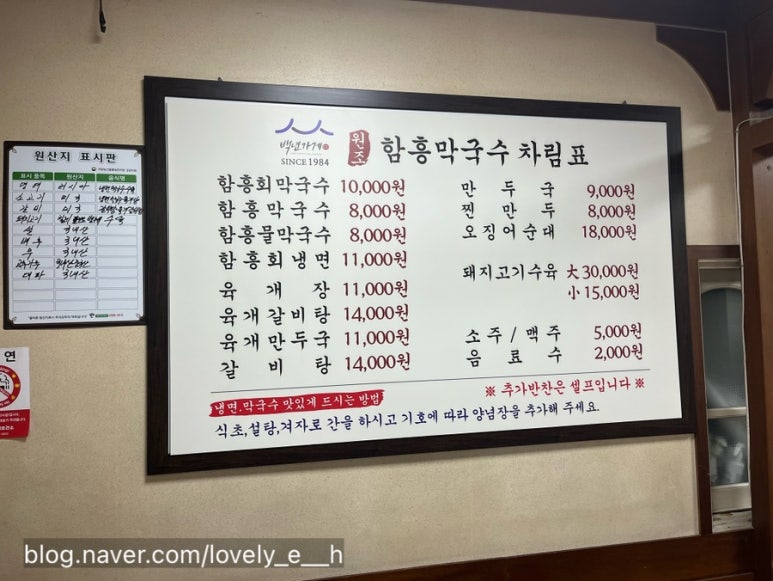 원산지 표시판
표시 품목 원산지 음식명
백년가게
SINCE 1984
원조 함흥막국수 차림표
함흥회막국수 10,000원
함흥막국수 8,000원
함흥물막국수 8,000원
함흥회냉면 11,000원
육개장 11,000원
육개갈비탕 14,000원
육개만두국 11,000원
갈비탕 14,000원
만두국 9,000원
찐만두 8,000원
오징어순대 18,000원
돼지고기수육 大 30,000원
小 15,000원
소주/맥주 5,000원
음료수 2,000원
※ 추가반찬은 셀프입니다 ※
냉면.막국수 맛있게 드시는 방법
식초,설탕,겨자로 간을 하시고 기호에 따라 양념장을 추가해 주세요.
연
blog.naver.com/lovely_e__h